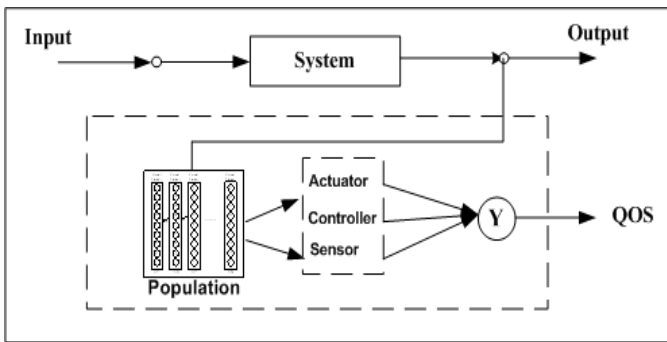 Input
System
Output
Actuator
Controller
Sensor
Y
QOS
Population